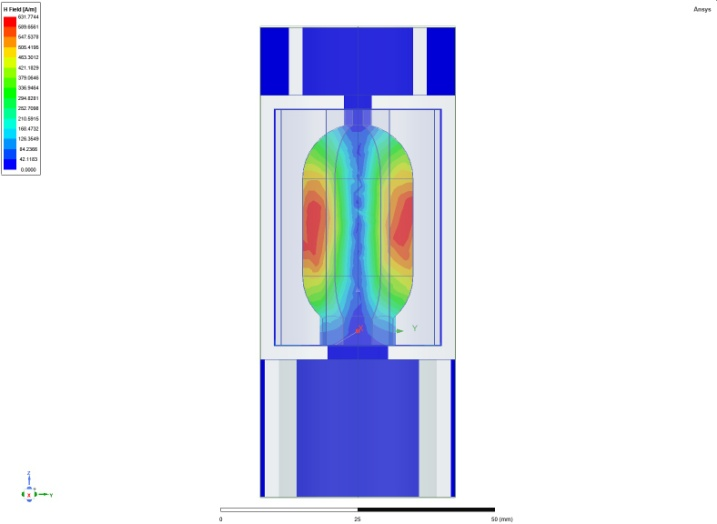 H Field [A/m]
Ansys
631.7744
589.6561
547.5378
505.4195
463.3012
421.1829
379.0646
336.9464
294.8281
252.7098
210.5915
168.4732
126.3549
84.2366
42.1183
0.0000
Y
Z
X
Y
0
25
50 (mm)